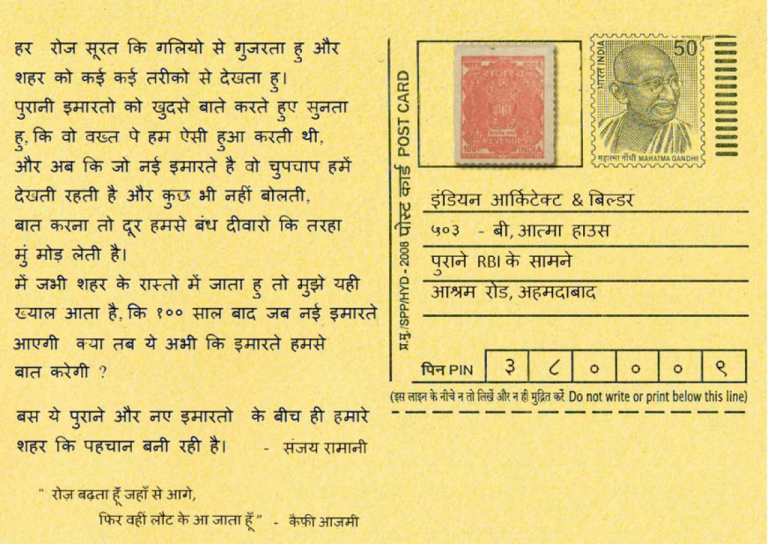 हर रोज सूरत कि गलियो से गुजरता हु और
शहर को कई कई तरीको से देखता हु।
पुरानी इमारतो को खुदसे बाते करते हुए सुनता
हु, कि वो वख्त पे हम ऐसी हुआ करती थी,
और अब कि जो नई इमारते है वो चुपचाप हमें
देखती रहती है और कुछ भी नहीं बोलती,
बात करना तो दूर हमसे बंध दीवारो कि तरहा
मुं मोड़ लेती है।
में जभी शहर के रास्तो में जाता हु तो मुझे यही
ख्याल आता है, कि १०० साल बाद जब नई इमारते
आएगी क्या तब ये अभी कि इमारते हमसे
बात करेगी ?
बस ये पुराने और नए इमारतो के बीच ही हमारे
शहर कि पहचान बनी रही है। - संजय रामानी
“ रोज़ बढ़ता हूँ जहाँ से आगे,
फिर वहीं लौट के आ जाता हूँ” - कैफ़ी आज़मी
प्र.मु./SPP/HYD - 2008 पोस्ट कार्ड POST CARD
REVENUE
INDIA
भारत INDIA
50
महात्मा गाँधी MAHATMA GANDHI
इंडियन आर्किटेक्ट & बिल्डर
५०३ - बी, आत्मा हाउस
पुराने RBI के सामने
आश्रम रोड, अहमदाबाद
पिन PIN ३ ८ ० ० ० ९
(इस लाइन के नीचे न तो लिखें और न ही मुद्रित करें Do not write or print below this line)